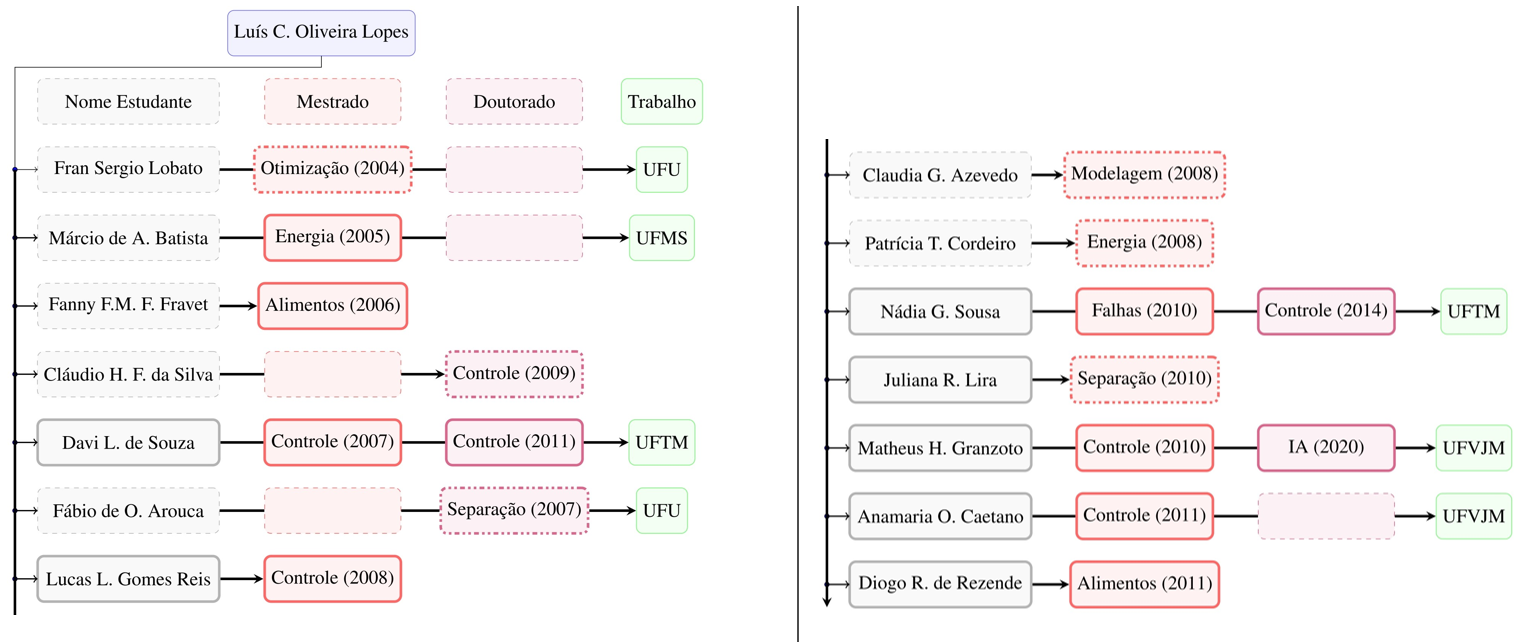 Luís C. Oliveira Lopes
Nome Estudante Mestrado Doutorado Trabalho
Fran Sergio Lobato Otimização (2004) UFU
Márcio de A. Batista Energia (2005) UFMS
Fanny F.M. F. Fravet Alimentos (2006)
Cláudio H. F. da Silva Controle (2009)
Davi L. de Souza Controle (2007) Controle (2011) UFTM
Fábio de O. Arouca Separação (2007) UFU
Lucas L. Gomes Reis Controle (2008)
Claudia G. Azevedo Modelagem (2008)
Patrícia T. Cordeiro Energia (2008)
Nádia G. Sousa Falhas (2010) Controle (2014) UFTM
Juliana R. Lira Separação (2010)
Matheus H. Granzoto Controle (2010) IA (2020) UFVJM
Anamaria O. Caetano Controle (2011) UFVJM
Diogo R. de Rezende Alimentos (2011)